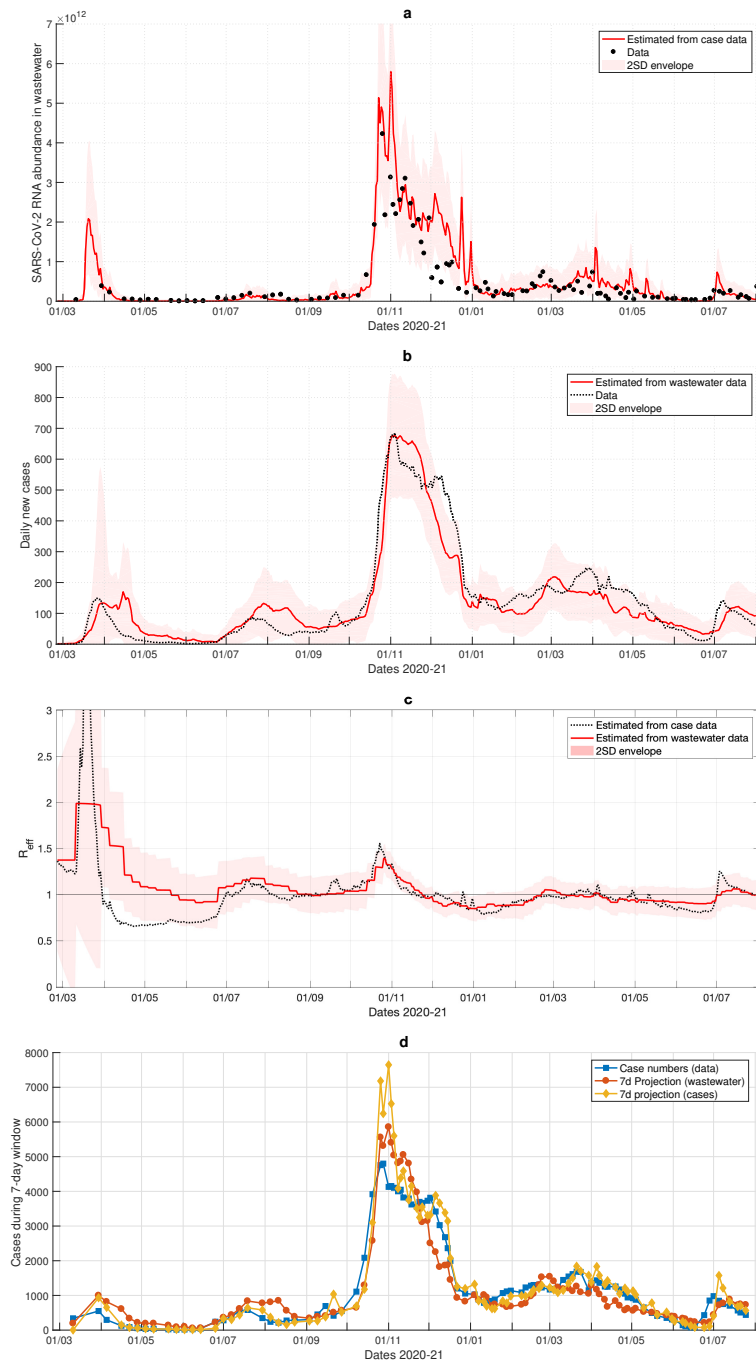 a
×10^12
7
6
5
4
3
2
1
0
SARS-CoV-2 RNA abundance in wastewater
Estimated from case data
Data
2SD envelope
01/03 01/05 01/07 01/09 01/11 01/01 01/03 01/05 01/07
Dates 2020-21
b
900
800
700
600
500
400
300
200
100
0
Daily new cases
Estimated from wastewater data
Data
2SD envelope
01/03 01/05 01/07 01/09 01/11 01/01 01/03 01/05 01/07
Dates 2020-21
c
3
2.5
2
1.5
1
0.5
0
R_eff
Estimated from case data
Estimated from wastewater data
2SD envelope
01/03 01/05 01/07 01/09 01/11 01/01 01/03 01/05 01/07
Dates 2020-21
d
8000
7000
6000
5000
4000
3000
2000
1000
0
Cases during 7-day window
Case numbers (data)
7d Projection (wastewater)
7d projection (cases)
01/03 01/05 01/07 01/09 01/11 01/01 01/03 01/05 01/07
Dates 2020-21